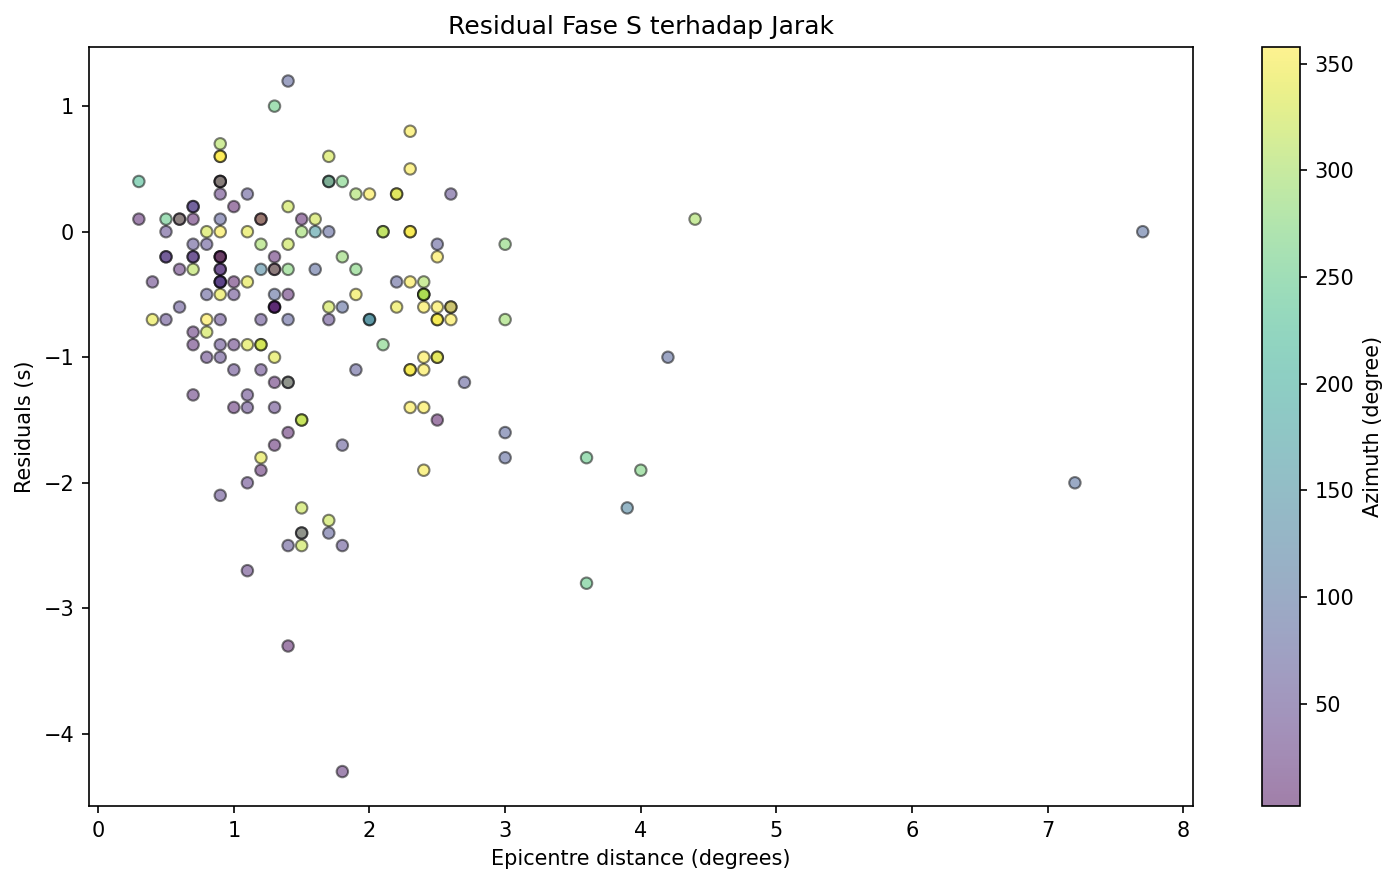 Residual Fase S terhadap Jarak
Residuals (s)
1
0
−1
−2
−3
−4
0 1 2 3 4 5 6 7 8
Epicentre distance (degrees)
350
300
250
200
150
100
50
Azimuth (degree)